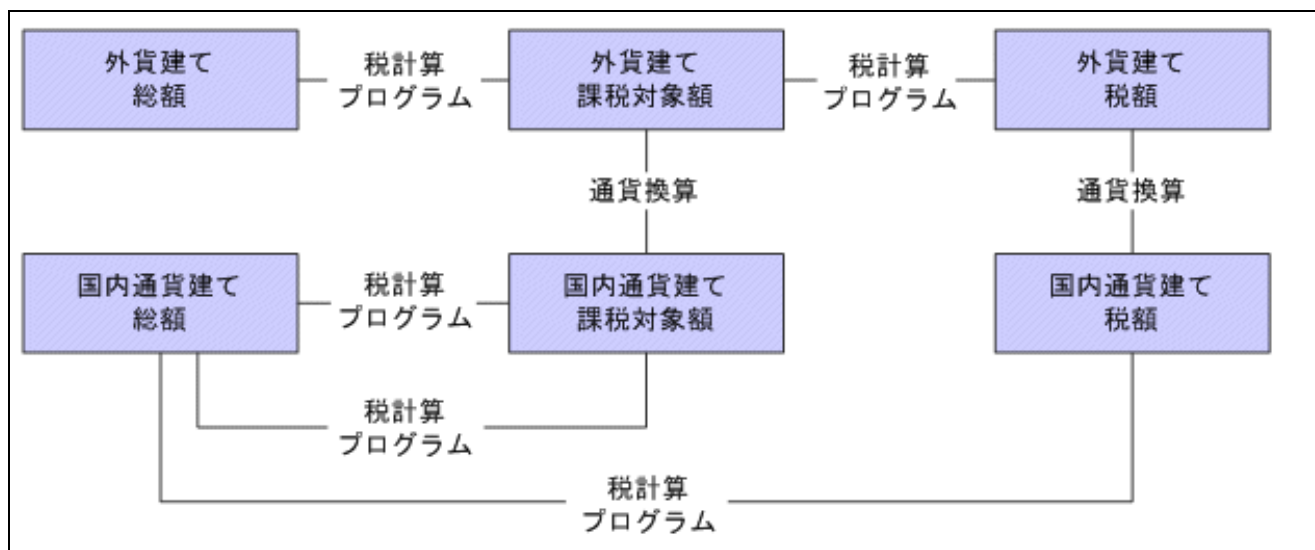 外貨建て
総額
税計算
プログラム
外貨建て
課税対象額
税計算
プログラム
外貨建て
税額
通貨換算
通貨換算
国内通貨建て
総額
税計算
プログラム
国内通貨建て
課税対象額
国内通貨建て
税額
税計算
プログラム
税計算
プログラム